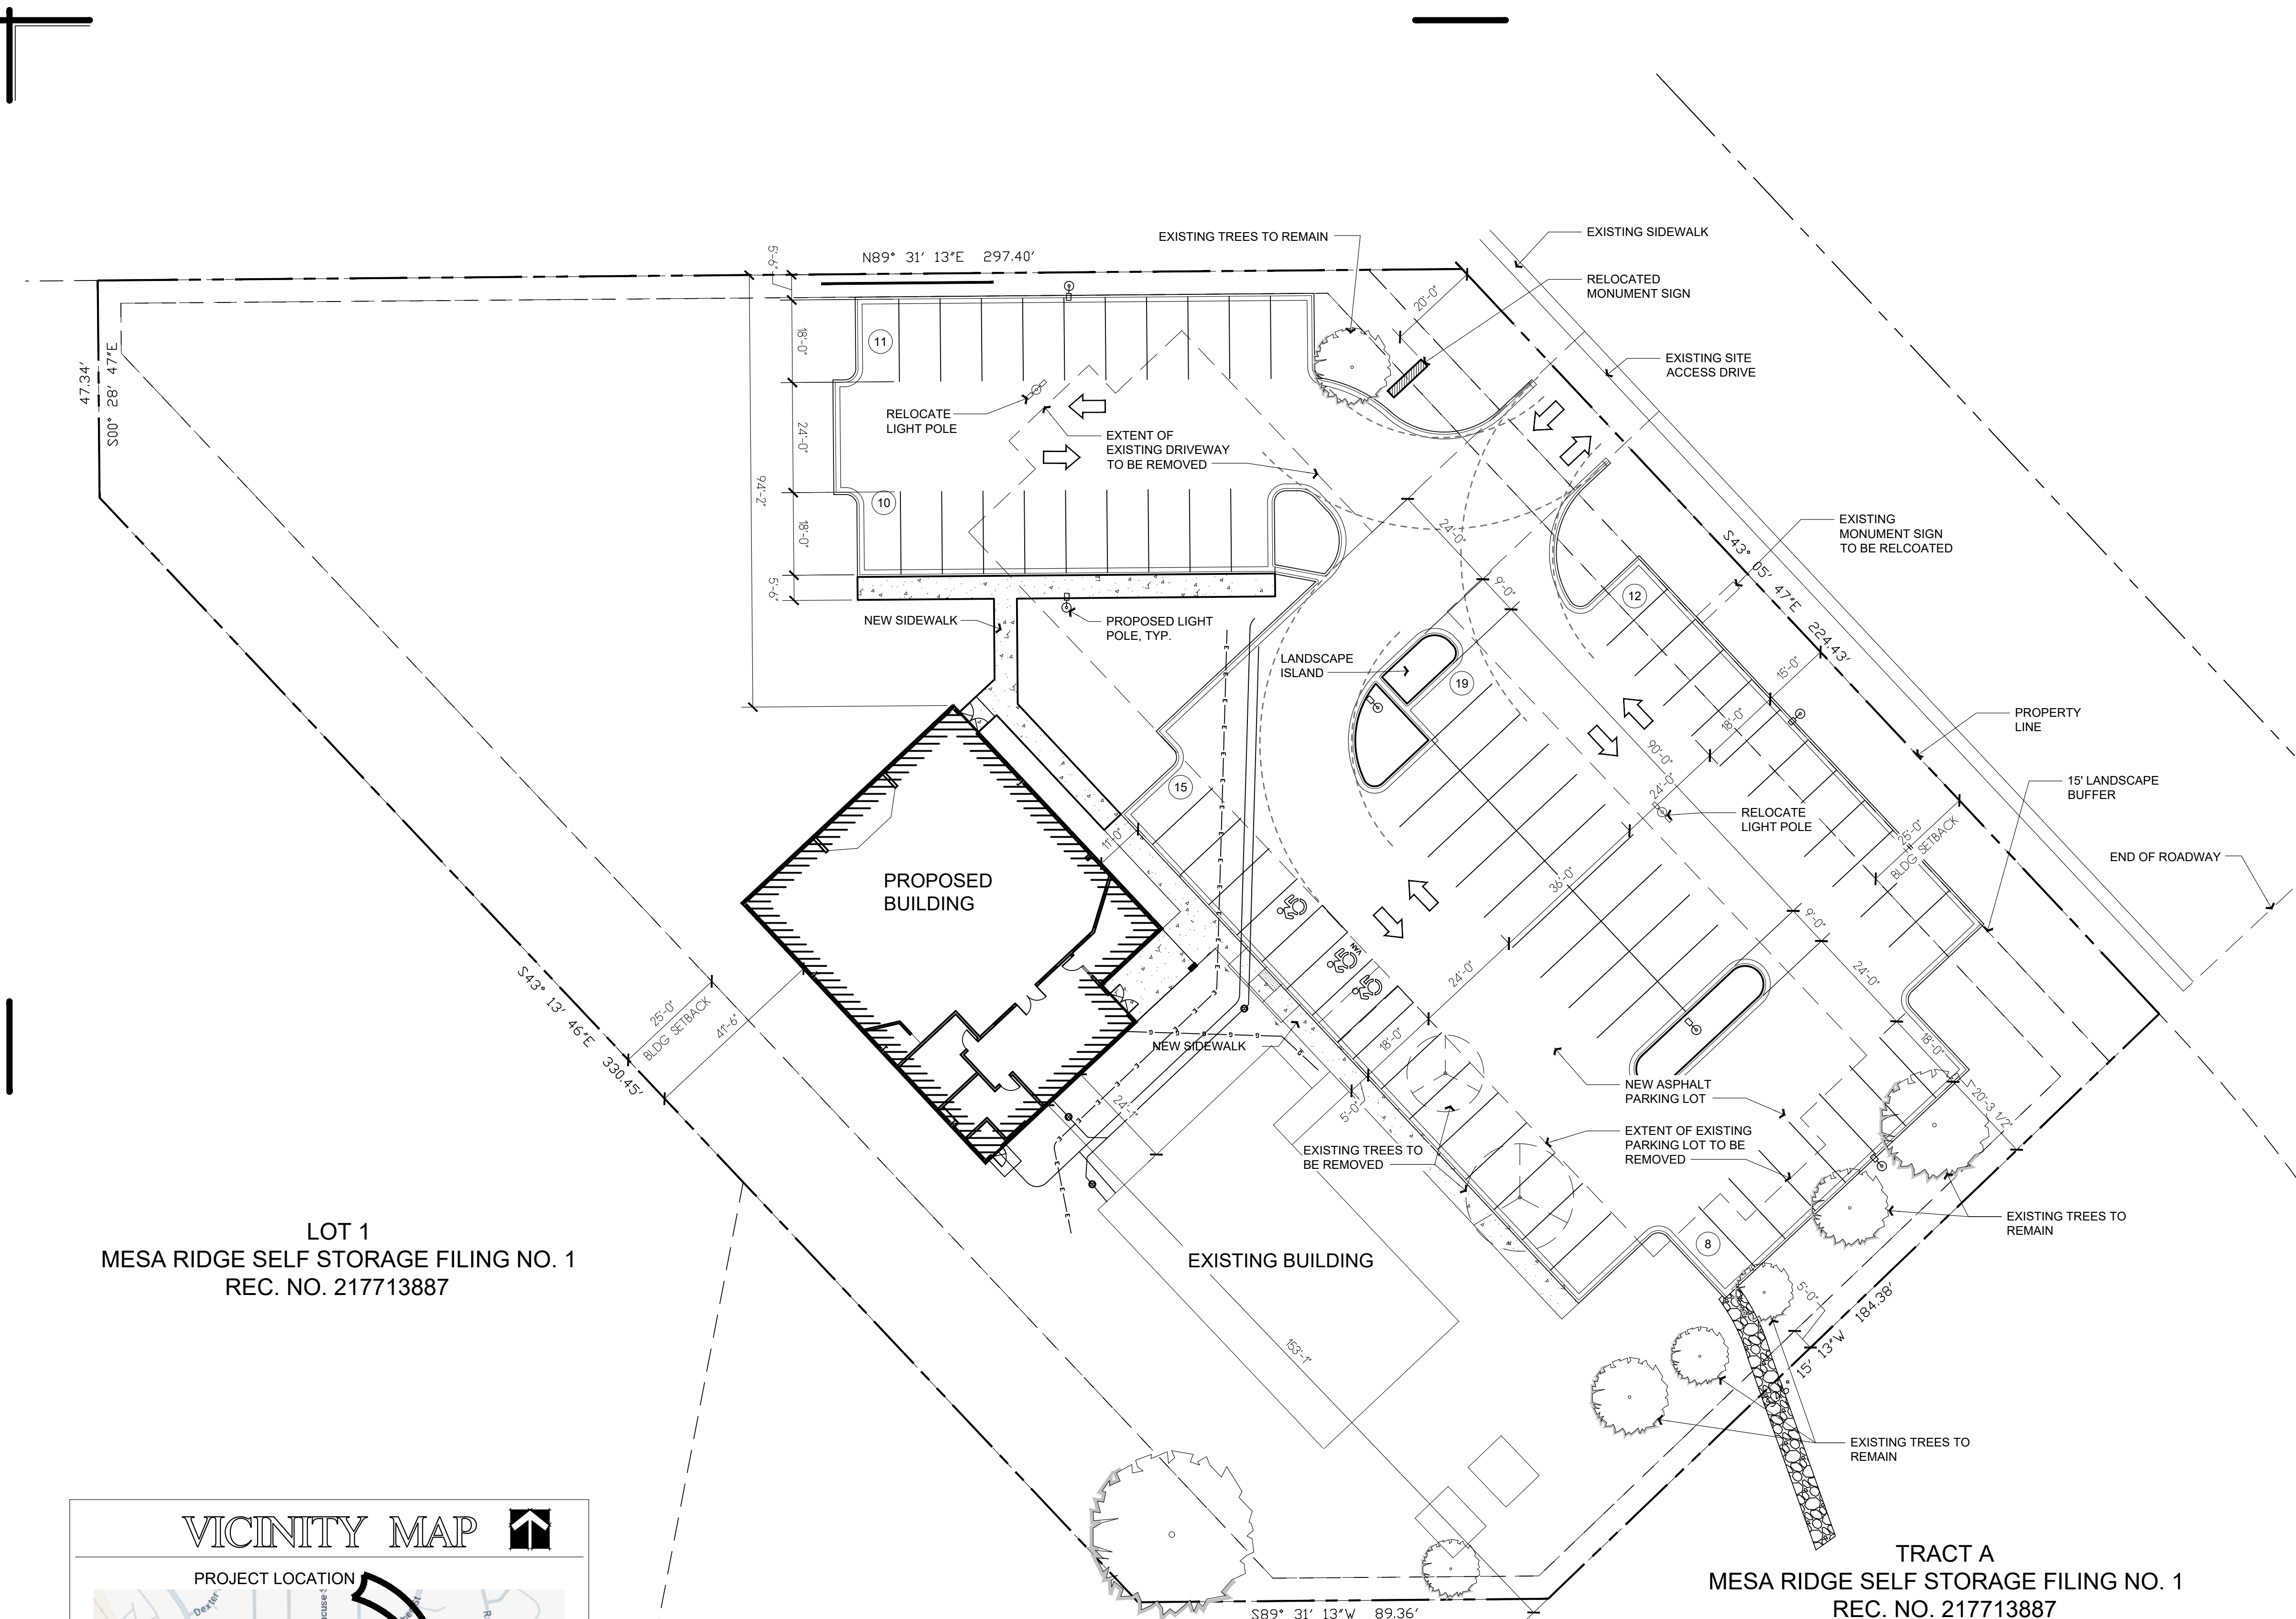 N89° 31' 13"E 297.40'
EXISTING TREES TO REMAIN
EXISTING SIDEWALK
RELOCATED
MONUMENT SIGN
5'-6"
20'-0"
47.34'
S00° 28' 47"E
18'-0"
11
EXISTING SITE
ACCESS DRIVE
RELOCATE
LIGHT POLE
24'-0"
EXTENT OF
EXISTING DRIVEWAY
TO BE REMOVED
94'-2"
10
18'-0"
24'-0"
EXISTING
MONUMENT SIGN
TO BE RELCOATED
S43° 05' 47"E 224.43'
5'-6"
9'-0"
12
NEW SIDEWALK
PROPOSED LIGHT
POLE, TYP.
LANDSCAPE
ISLAND
19
15'-0"
18'-0"
PROPERTY
LINE
90'-0"
24'-0"
15
15' LANDSCAPE
BUFFER
RELOCATE
LIGHT POLE
11'-0"
25'-0"
BLDG SETBACK
END OF ROADWAY
PROPOSED
BUILDING
36'-0"
9'-0"
VAN
24'-0"
24'-0"
S43° 13' 46"E 330.45'
25'-0"
BLDG SETBACK
41'-6"
NEW SIDEWALK
18'-0"
18'-0"
NEW ASPHALT
PARKING LOT
24'-1"
5'-0"
20'-3 1/2"
EXISTING TREES TO
BE REMOVED
EXTENT OF EXISTING
PARKING LOT TO BE
REMOVED
EXISTING TREES TO
REMAIN
LOT 1
MESA RIDGE SELF STORAGE FILING NO. 1
REC. NO. 217713887
EXISTING BUILDING
8
5'-0"
15' 13"W 184.38'
153'-1"
EXISTING TREES TO
REMAIN
VICINITY MAP
PROJECT LOCATION
Dexter
TRACT A
MESA RIDGE SELF STORAGE FILING NO. 1
REC. NO. 217713887
S89° 31' 13"W 89.36'